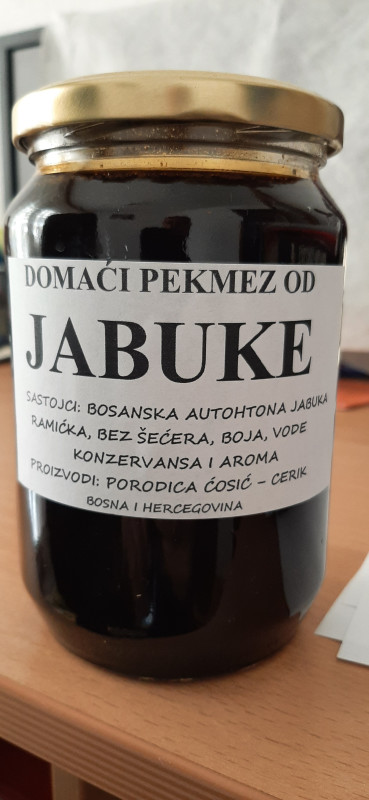 DOMAĆI PEKMEZ OD
JABUKE
SASTOJCI: BOSANSKA AUTOHTONA JABUKA
RAMIĆKA, BEZ ŠEĆERA, BOJA, VODE
KONZERVANSA I AROMA
PROIZVODI: PORODICA ĆOSIĆ – CERIK
BOSNA I HERCEGOVINA